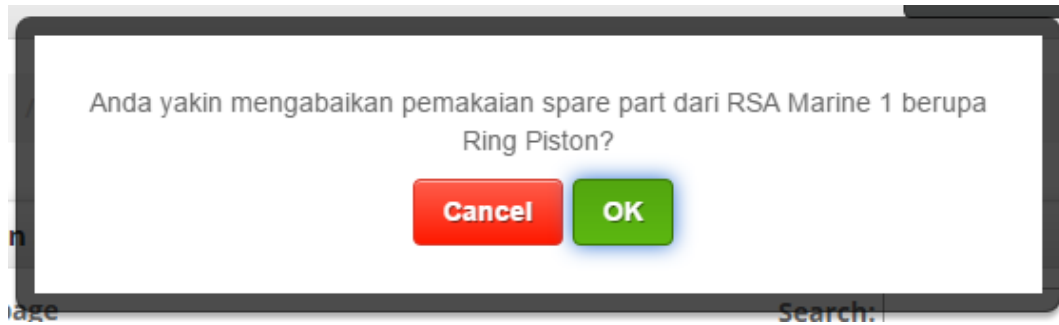 Anda yakin mengabaikan pemakaian spare part dari RSA Marine 1 berupa
Ring Piston?
Cancel OK
Search: